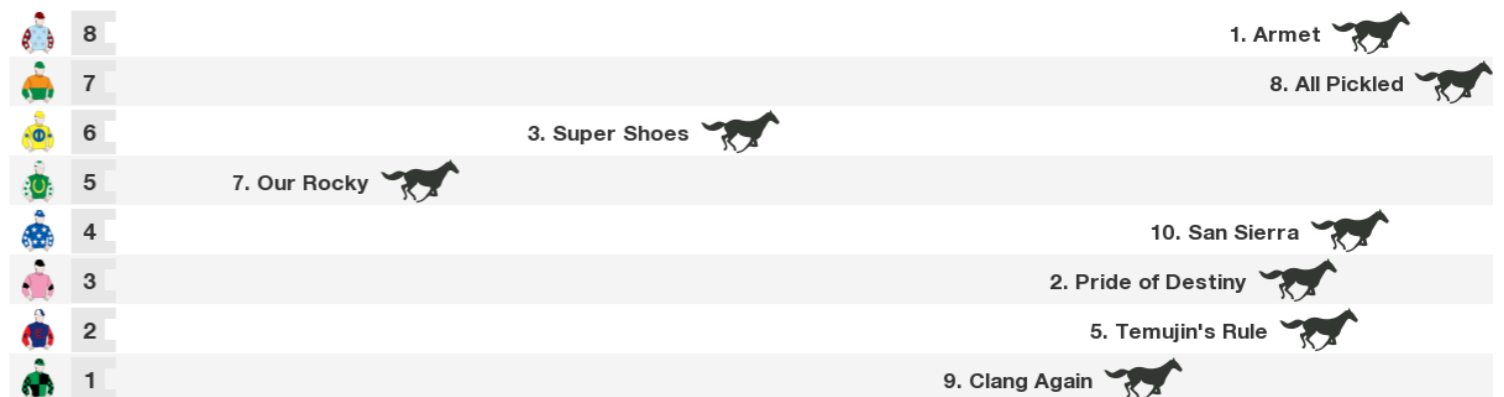 8 1. Armet
7 8. All Pickled
6 3. Super Shoes
5 7. Our Rocky
4 10. San Sierra
3 2. Pride of Destiny
2 5. Temujin's Rule
1 9. Clang Again